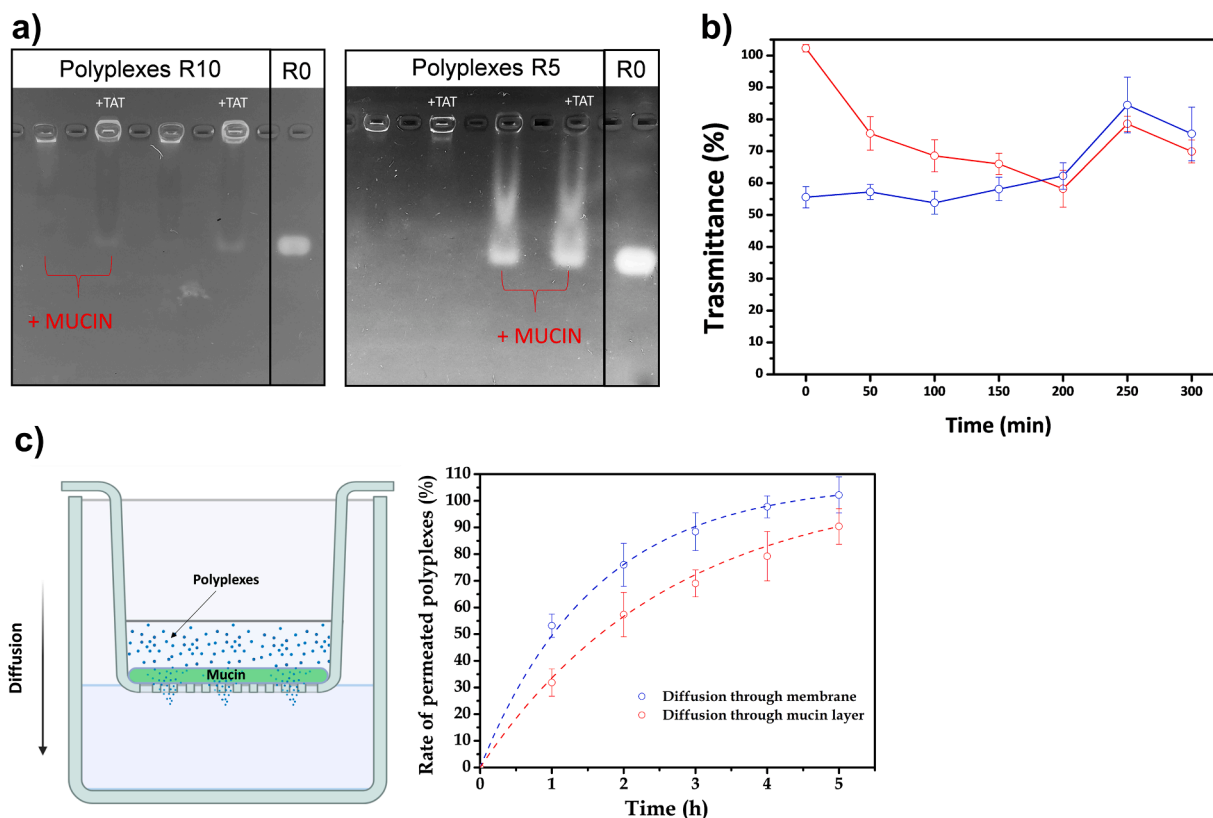 a)
Polyplexes R10
R0
+TAT
+TAT
+ MUCIN
Polyplexes R5
R0
+TAT
+TAT
+ MUCIN
b)
Trasmittance (%)
100
90
80
70
60
50
40
30
20
10
0
0 50 100 150 200 250 300
Time (min)
c)
Diffusion
Polyplexes
Mucin
Rate of permeated polyplexes (%)
110
100
90
80
70
60
50
40
30
20
10
0
0 1 2 3 4 5
Diffusion through membrane
Diffusion through mucin layer
Time (h)